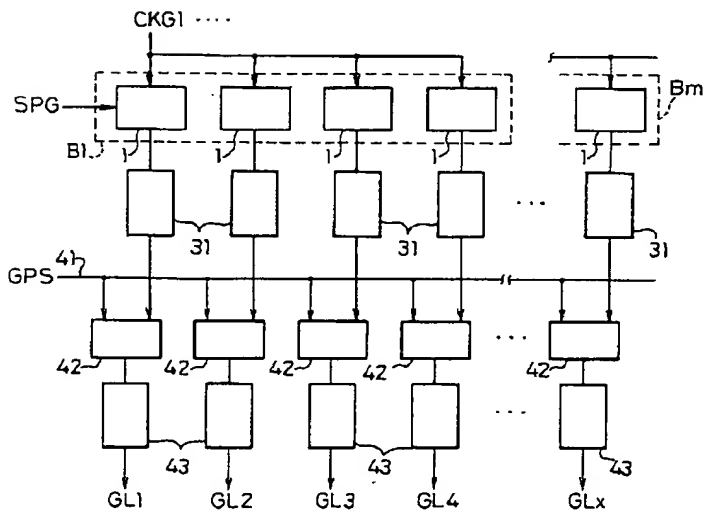 CKG1 ....
SPG
Bm
B1 1 1 1 1 1
...
31 31 31
41
GPS
...
42 42 42 42 42
...
43 43 43
GL1 GL2 GL3 GL4 GLx